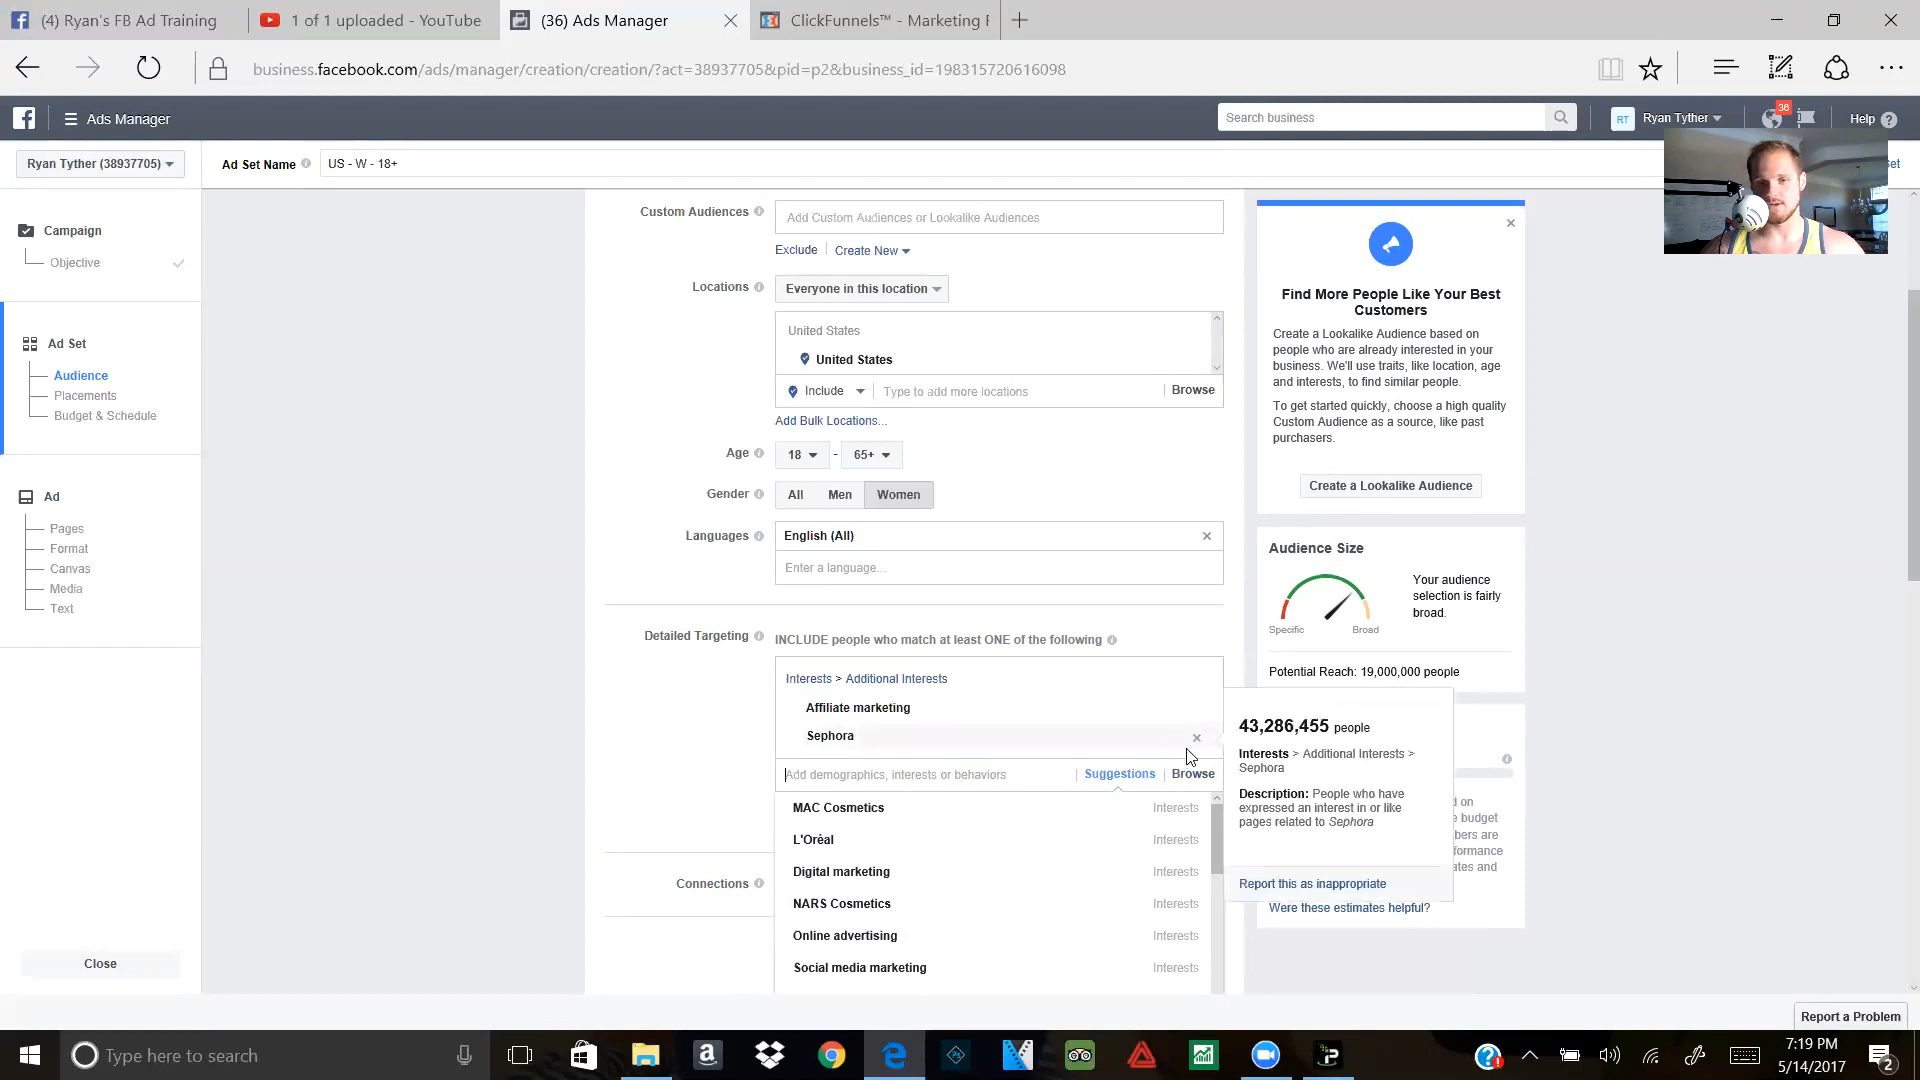 (4) Ryan's FB Ad Training
1 of 1 uploaded - YouTube
(36) Ads Manager
ClickFunnels™ - Marketing F
business.facebook.com/ads/manager/creation/creation/?act=38937705&pid=p2&business_id=198315720616098
Ads Manager
Search business
RT
Ryan Tyther
36
Help
Ryan Tyther (38937705)
Ad Set Name
US - W - 18+
Campaign
Objective
Ad Set
Audience
Placements
Budget & Schedule
Ad
Pages
Format
Canvas
Media
Text
Close
Custom Audiences
Add Custom Audiences or Lookalike Audiences
Exclude
Create New
Locations
Everyone in this location
United States
United States
Include
Type to add more locations
Browse
Add Bulk Locations...
Age
18
-
65+
Gender
All
Men
Women
Languages
English (All)
Enter a language...
Detailed Targeting
INCLUDE people who match at least ONE of the following
Interests > Additional Interests
Affiliate marketing
Sephora
Add demographics, interests or behaviors
Suggestions
Browse
MAC Cosmetics
Interests
L'Oréal
Interests
Digital marketing
Interests
NARS Cosmetics
Interests
Online advertising
Interests
Social media marketing
Interests
Connections
Find More People Like Your Best
Customers
Create a Lookalike Audience based on
people who are already interested in your
business. We'll use traits, like location, age
and interests, to find similar people.
To get started quickly, choose a high quality
Custom Audience as a source, like past
purchasers.
Create a Lookalike Audience
Audience Size
Your audience
selection is fairly
broad.
Specific
Broad
Potential Reach: 19,000,000 people
43,286,455 people
Interests > Additional Interests >
Sephora
Description: People who have
expressed an interest in or like
pages related to Sephora
Report this as inappropriate
Were these estimates helpful?
Report a Problem
Type here to search
7:19 PM
5/14/2017
2